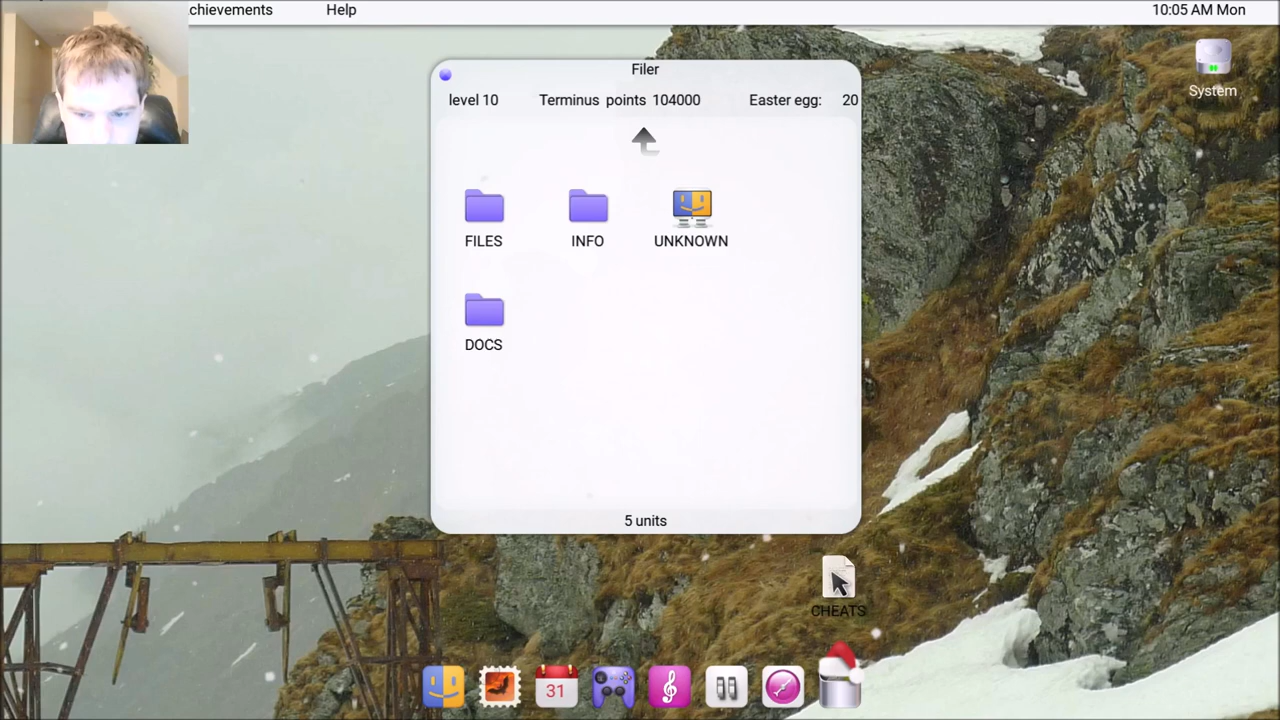 chievements Help 10:05 AM Mon
Filer
level 10 Terminus points 104000 Easter egg: 20
System
FILES INFO UNKNOWN
DOCS
5 units
CHEATS
31